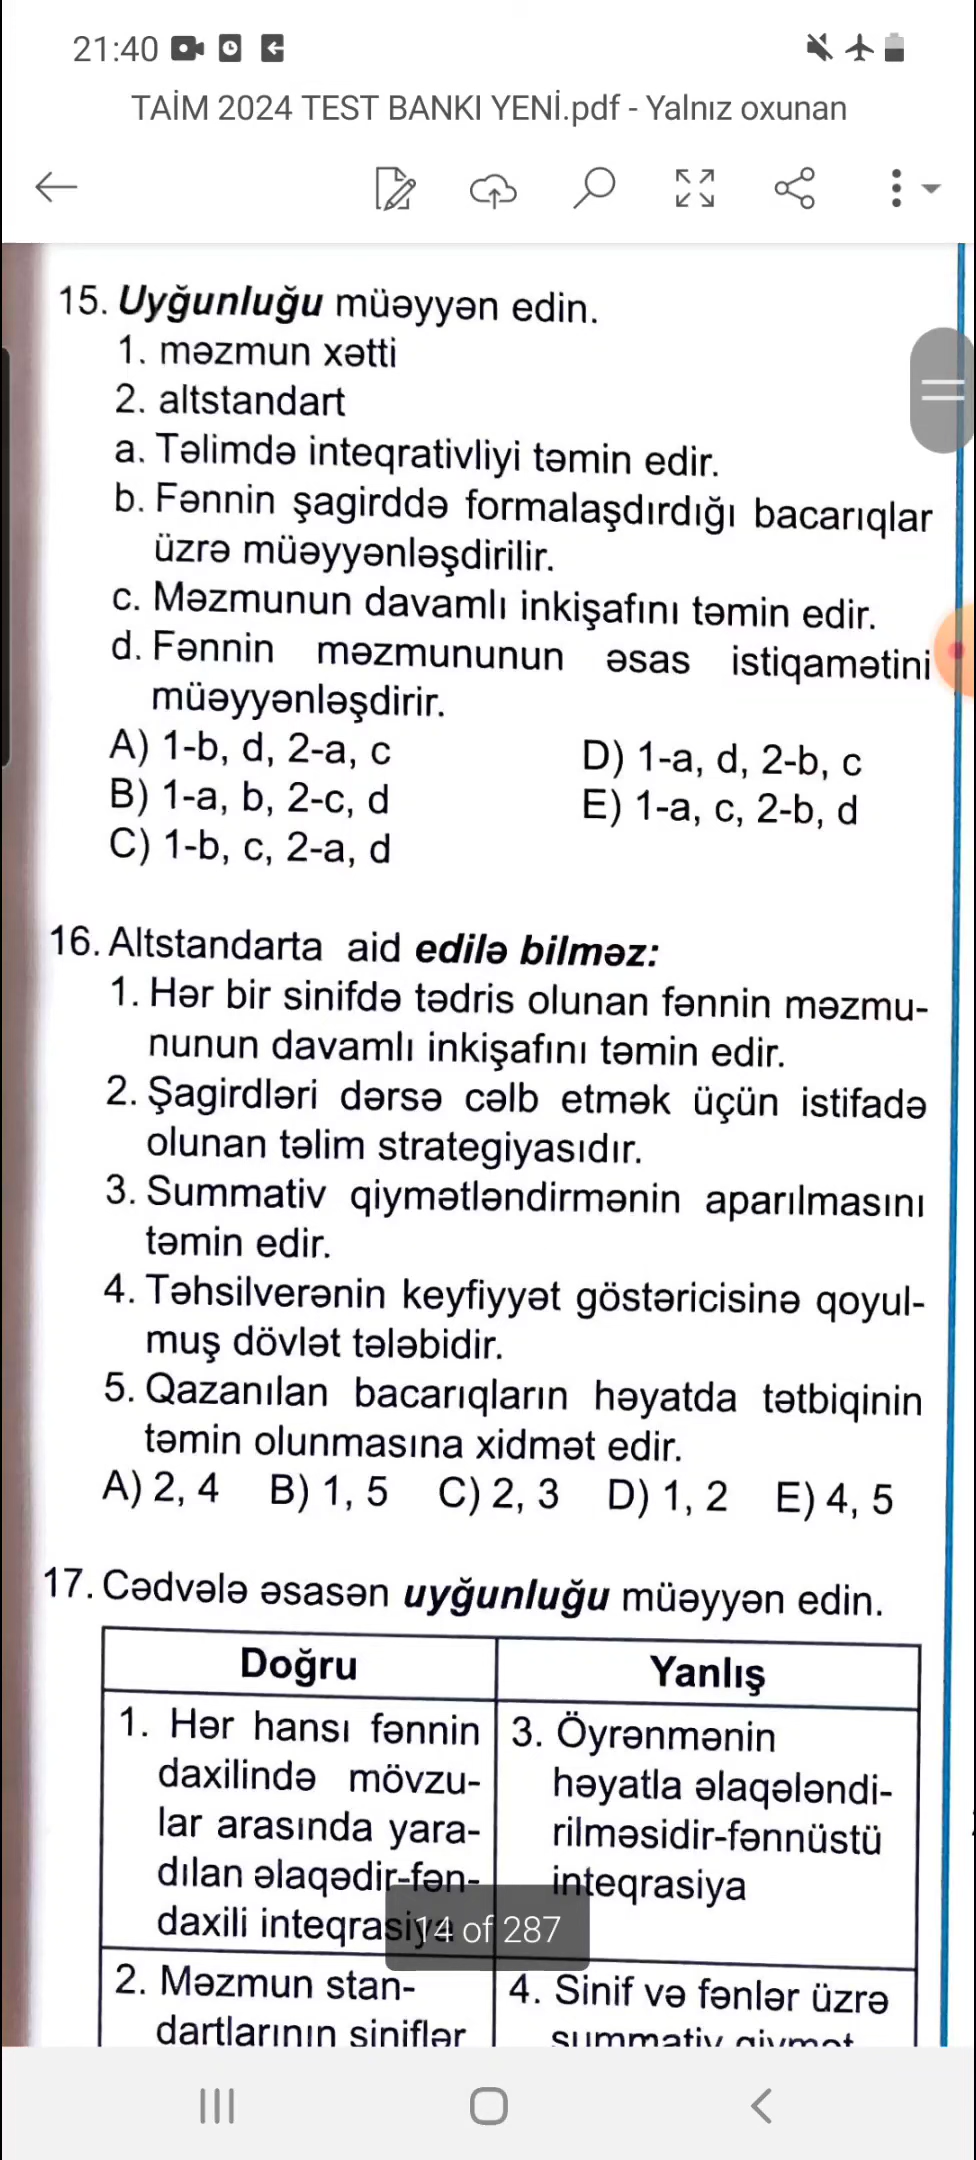 21:40
TAİM 2024 TEST BANKI YENİ.pdf - Yalnız oxunan
15. Uyğunluğu müəyyən edin.
1. məzmun xətti
2. altstandart
a. Təlimdə inteqrativliyi təmin edir.
b. Fənnin şagirddə formalaşdırdığı bacarıqlar
üzrə müəyyənləşdirilir.
c. Məzmunun davamlı inkişafını təmin edir.
d. Fənnin məzmununun əsas istiqamətini
müəyyənləşdirir.
A) 1-b, d, 2-a, c
D) 1-a, d, 2-b, c
B) 1-a, b, 2-c, d
E) 1-a, c, 2-b, d
C) 1-b, c, 2-a, d
16. Altstandarta aid edilə bilməz:
1. Hər bir sinifdə tədris olunan fənnin məzmu-
nunun davamlı inkişafını təmin edir.
2. Şagirdləri dərsə cəlb etmək üçün istifadə
olunan təlim strategiyasıdır.
3. Summativ qiymətləndirmənin aparılmasını
təmin edir.
4. Təhsilverənin keyfiyyət göstəricisinə qoyul-
muş dövlət tələbidir.
5. Qazanılan bacarıqların həyatda tətbiqinin
təmin olunmasına xidmət edir.
A) 2, 4 B) 1, 5 C) 2, 3 D) 1, 2 E) 4, 5
17. Cədvələ əsasən uyğunluğu müəyyən edin.
Doğru
Yanlış
1. Hər hansı fənnin
daxilində mövzu-
lar arasında yara-
dılan əlaqədir-fən-
daxili inteqrasiya
3. Öyrənmənin
həyatla əlaqələndi-
rilməsidir-fənnüstü
inteqrasiya
14 of 287
2. Məzmun stan-
dartlarının siniflər
4. Sinif və fənlər üzrə
summativ qiymət